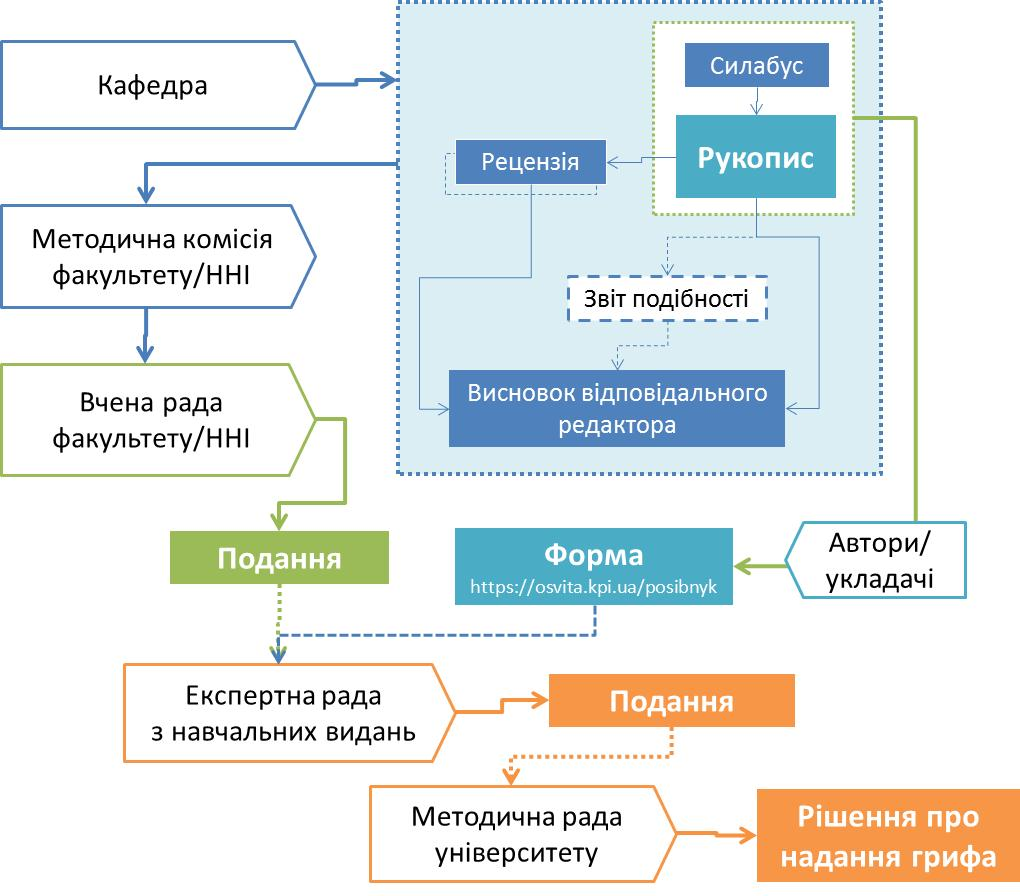 Кафедра
Силабус
Рукопис
Рецензія
Методична комісія
факультету/ННІ
Звіт подібності
Вчена рада
факультету/ННІ
Висновок відповідального
редактора
Подання
Форма
https://osvita.kpi.ua/posibnyk
Автори/
укладачі
Експертна рада
з навчальних видань
Подання
Методична рада
університету
Рішення про
надання грифа